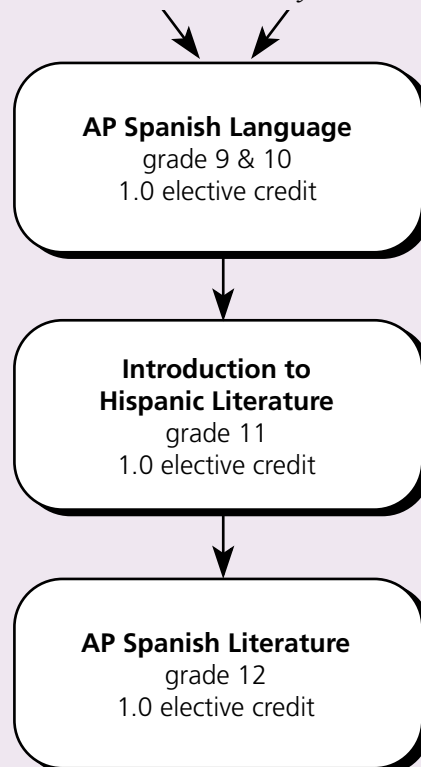 AP Spanish Language
grade 9 & 10
1.0 elective credit
Introduction to
Hispanic Literature
grade 11
1.0 elective credit
AP Spanish Literature
grade 12
1.0 elective credit